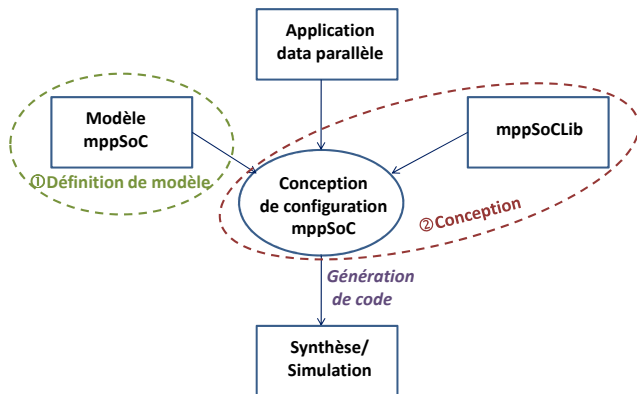 Application
data parallèle
Modèle
mppSoC
mppSoCLib
①Définition de modèle
Conception
de configuration
mppSoC
②Conception
Génération
de code
Synthèse/
Simulation